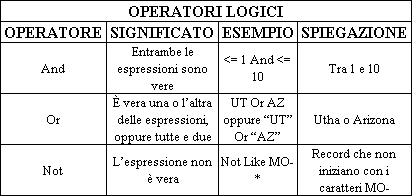 OPERATORI LOGICI
OPERATORE SIGNIFICATO ESEMPIO SPIEGAZIONE
And
Entrambe le
espressioni sono
vere
<= 1 And <=
10
Tra 1 e 10
Or
È vera una o l'altra
delle espressioni,
oppure tutte e due
UT Or AZ
oppure “UT”
Or “AZ”
Utha o Arizona
Not
L'espressione non
è vera
Not Like MO-
*
Record che non
iniziano con i
caratteri MO-